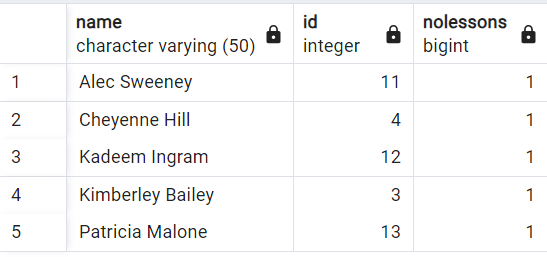 name id nolessons
character varying (50) integer bigint
1 Alec Sweeney 11 1
2 Cheyenne Hill 4 1
3 Kadeem Ingram 12 1
4 Kimberley Bailey 3 1
5 Patricia Malone 13 1